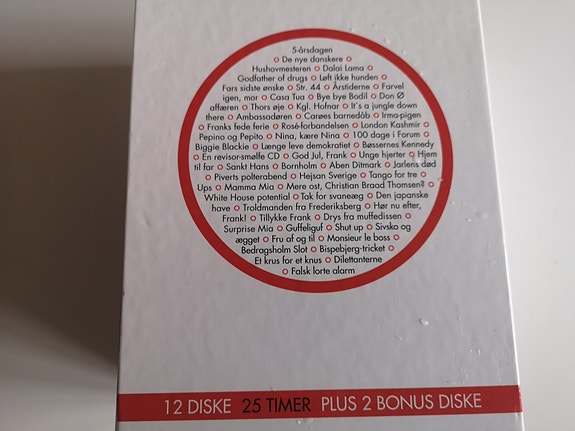 5-årsdagen
o De nye danskere o
Hushovmesteren o Dalai Lama o
Godfather of drugs o Løft ikke hunden o
Fars sidste ønske o Str. 44 o Årstiderne o Farvel
igen, mor o Casa Tua o Bye bye Bodil o Don Ø
affæren o Thors øje o Kgl. Hofnar o It's a jungle down
there o Ambassadøren o Carøes barnedåb o Irma-pigen
o Franks fede ferie o Rosé-forbandelsen o London Kashmir o
Pepino og Pepito o Nina, kære Nina o 100 dage i Forum o
Biggie Blackie o Længe leve demokratiet o Bøssernes Kennedy
o En revisor-smølfe CD o God Jul, Frank o Unge hjerter o Hjem
til far o Sankt Hans o Bornholm o Aben Ditmark o Jarlens død
o Piverts polterabend o Hejsan Sverige o Tango for tre o
Ups o Mamma Mia o Mere ost, Christian Braad Thomsen? o
White House potential o Tak for svaneæg o Den japanske
have o Troldmanden fra Frederiksberg o Hør nu efter,
Frank! o Tillykke Frank o Drys fra muffedissen o
Surprise Mia o Guffeliguf o Shut up o Sivsko og
ægget o Fru af og til o Monsieur le boss o
Bedragsholm Slot o Bispebjerg-tricket o
Et krus for et knus o Dilettanterne
o Falsk lorte alarm
12 DISKE 25 TIMER PLUS 2 BONUS DISKE